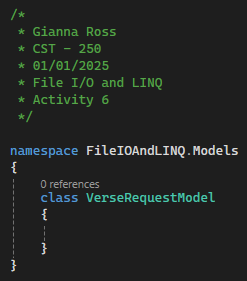 /*
* Gianna Ross
* CST - 250
* 01/01/2025
* File I/O and LINQ
* Activity 6
*/
namespace FileIOAndLINQ.Models
{
0 references
class VerseRequestModel
{
}
}